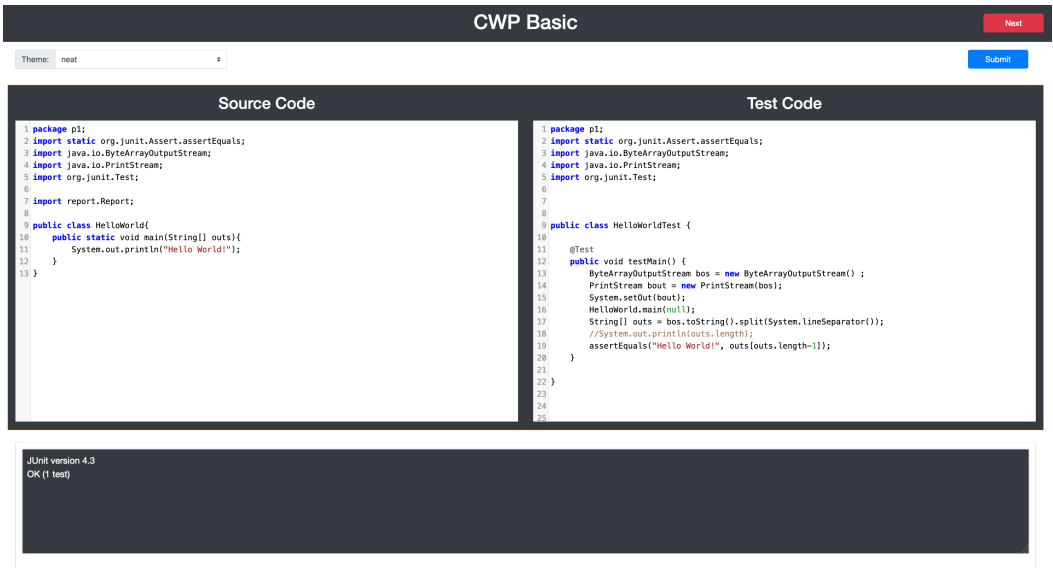 CWP Basic
Next
Theme: neat
Submit
Source Code
1 package p1;
2 import static org.junit.Assert.assertEquals;
3 import java.io.ByteArrayOutputStream;
4 import java.io.PrintStream;
5 import org.junit.Test;
6
7 import report.Report;
8
9 public class HelloWorld{
10     public static void main(String[] outs){
11         System.out.println("Hello World!");
12     }
13 }
Test Code
1 package p1;
2 import static org.junit.Assert.assertEquals;
3 import java.io.ByteArrayOutputStream;
4 import java.io.PrintStream;
5 import org.junit.Test;
6
7
8
9 public class HelloWorldTest {
10
11     @Test
12     public void testMain() {
13         ByteArrayOutputStream bos = new ByteArrayOutputStream() ;
14         PrintStream bout = new PrintStream(bos);
15         System.setOut(bout);
16         HelloWorld.main(null);
17         String[] outs = bos.toString().split(System.lineSeparator());
18         //System.out.println(outs.length);
19         assertEquals("Hello World!", outs[outs.length-1]);
20     }
21
22 }
23
24
25
JUnit version 4.3
OK (1 test)